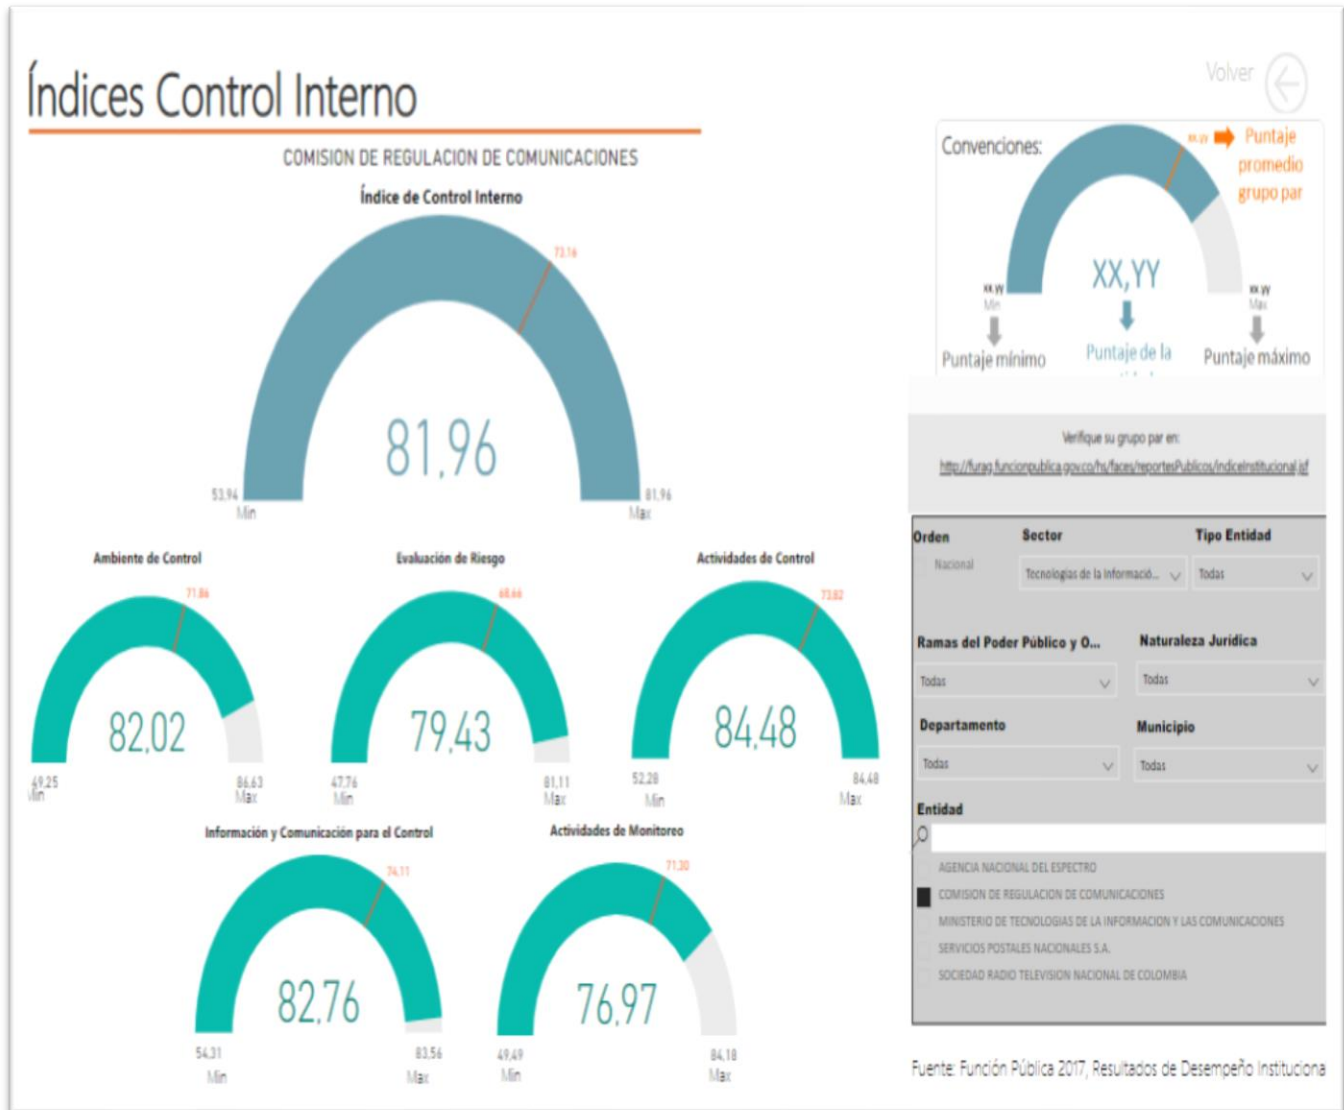 Índices Control Interno
Volver
COMISION DE REGULACION DE COMUNICACIONES
Índice de Control Interno
73.16
81,96
53,94
Min
81,96
Max
Convenciones:
xx.yy
Puntaje
promedio
grupo par
XX,YY
xx.yy
Min
xx.yy
Max
Puntaje mínimo
Puntaje de la
Puntaje máximo
Verifique su grupo par en:
http://furag.funcionpublica.gov.co/hs/faces/reportesPublicos/indiceInstitucional.jsf
Ambiente de Control
71.86
82,02
49,25
Min
86,63
Max
Evaluación de Riesgo
68.66
79,43
47,76
Min
81,11
Max
Actividades de Control
73.82
84,48
52,28
Min
84,48
Max
Información y Comunicación para el Control
74,11
82,76
54,31
Min
83,56
Max
Actividades de Monitoreo
71,30
76,97
49,49
Min
84,18
Max
Orden
Sector
Tipo Entidad
Nacional
Tecnologías de la Informació...
Todas
Ramas del Poder Público y O...
Naturaleza Jurídica
Todas
Todas
Departamento
Municipio
Todas
Todas
Entidad
AGENCIA NACIONAL DEL ESPECTRO
COMISION DE REGULACION DE COMUNICACIONES
MINISTERIO DE TECNOLOGIAS DE LA INFORMACION Y LAS COMUNICACIONES
SERVICIOS POSTALES NACIONALES S.A.
SOCIEDAD RADIO TELEVISION NACIONAL DE COLOMBIA
Fuente: Función Pública 2017, Resultados de Desempeño Instituciona